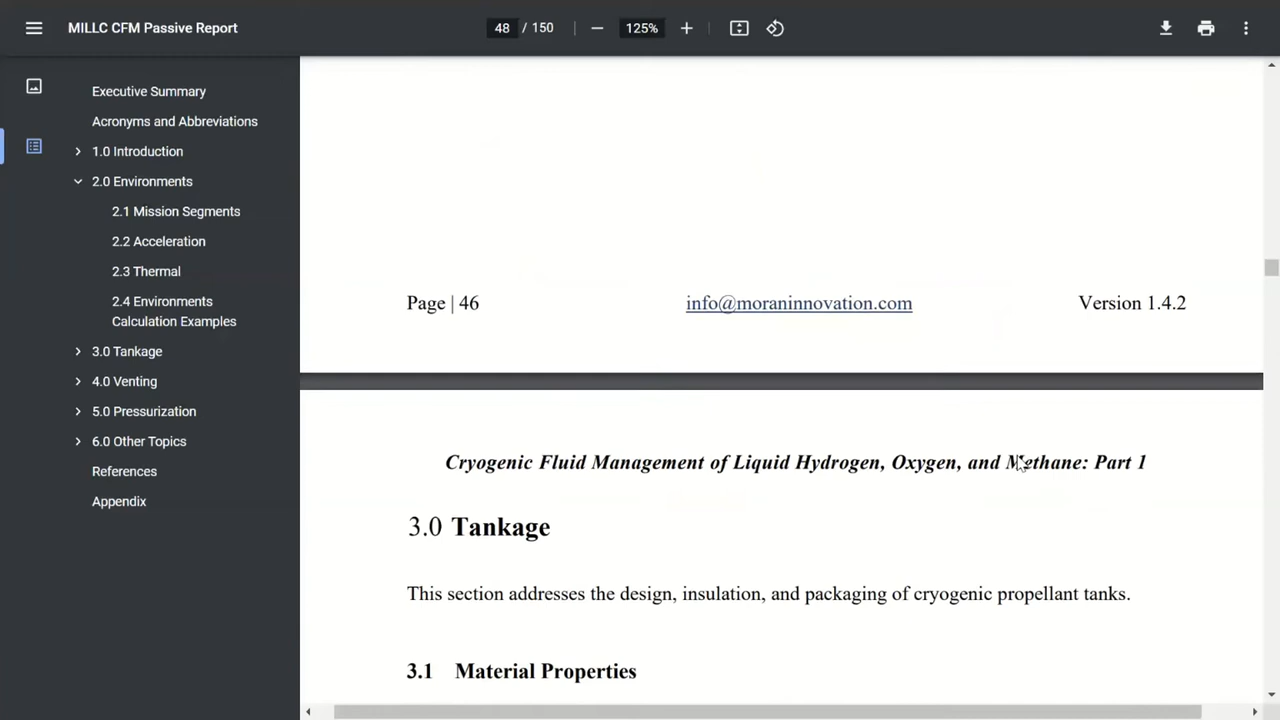 MILLC CFM Passive Report
48 / 150
125%
Executive Summary
Acronyms and Abbreviations
1.0 Introduction
2.0 Environments
2.1 Mission Segments
2.2 Acceleration
2.3 Thermal
2.4 Environments
Calculation Examples
3.0 Tankage
4.0 Venting
5.0 Pressurization
6.0 Other Topics
References
Appendix
Page | 46 info@moraninnovation.com Version 1.4.2
Cryogenic Fluid Management of Liquid Hydrogen, Oxygen, and Methane: Part 1
3.0 Tankage
This section addresses the design, insulation, and packaging of cryogenic propellant tanks.
3.1 Material Properties